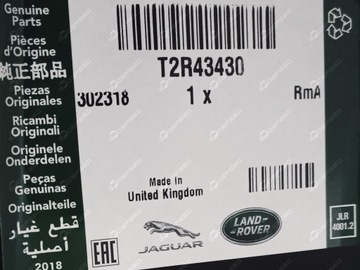 Genuine
Parts
Pièces
d'Origine
純正部品
Piezas
Originales
Ricambi
Originali
Originele
Onderdelen
Peças
Genuinas
Originalteile
قطع غيار
أصلية
2018
T2R43430
302318 1 x RmA
Made in
United Kingdom
EAC
JAGUAR
LAND-
-ROVER
JLR
4001.2